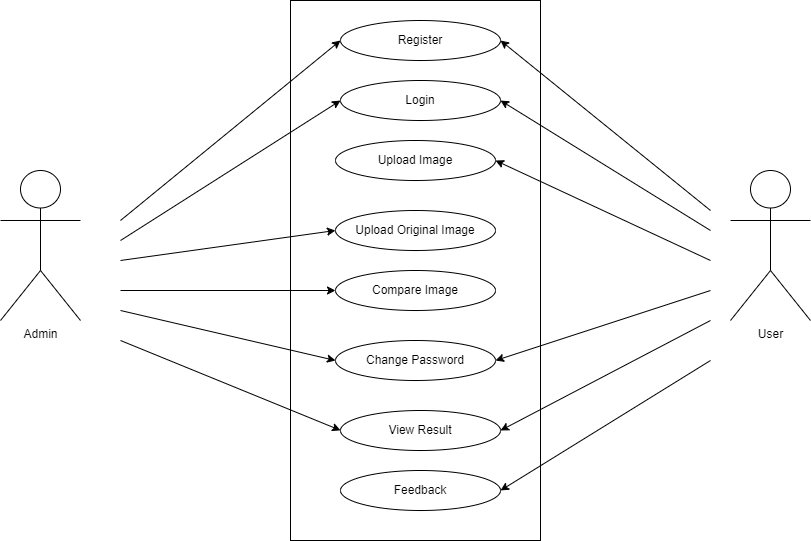 Register
Login
Upload Image
Upload Original Image
Compare Image
Admin
User
Change Password
View Result
Feedback